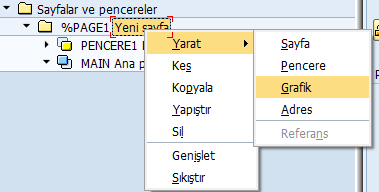 Sayfalar ve pencereler
%PAGE1 Yeni sayfa
PENCERE1
MAIN Ana p
Yarat
Kes
Kopyala
Yapıştır
Sil
Genişlet
Sıkıştır
Sayfa
Pencere
Grafik
Adres
Referans